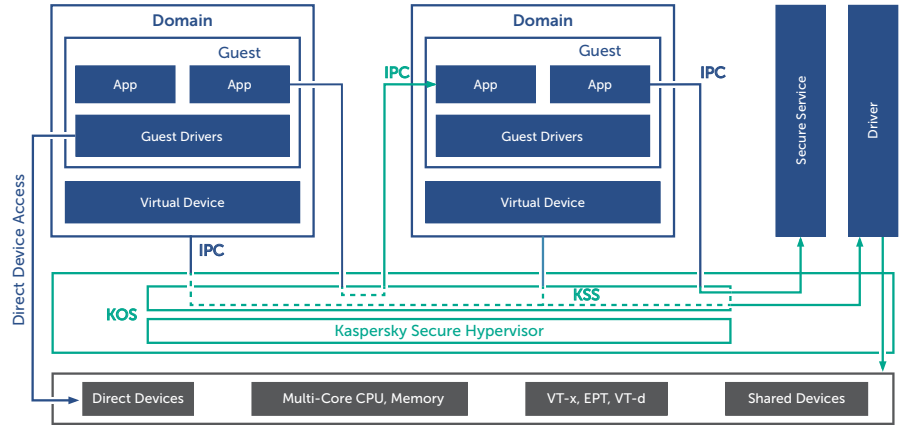 Domain
Guest
App
App
Guest Drivers
Virtual Device
IPC
Direct Device Access
IPC
Domain
Guest
App
App
Guest Drivers
Virtual Device
IPC
Secure Service
Driver
KOS
KSS
Kaspersky Secure Hypervisor
Direct Devices
Multi-Core CPU, Memory
VT-x, EPT, VT-d
Shared Devices